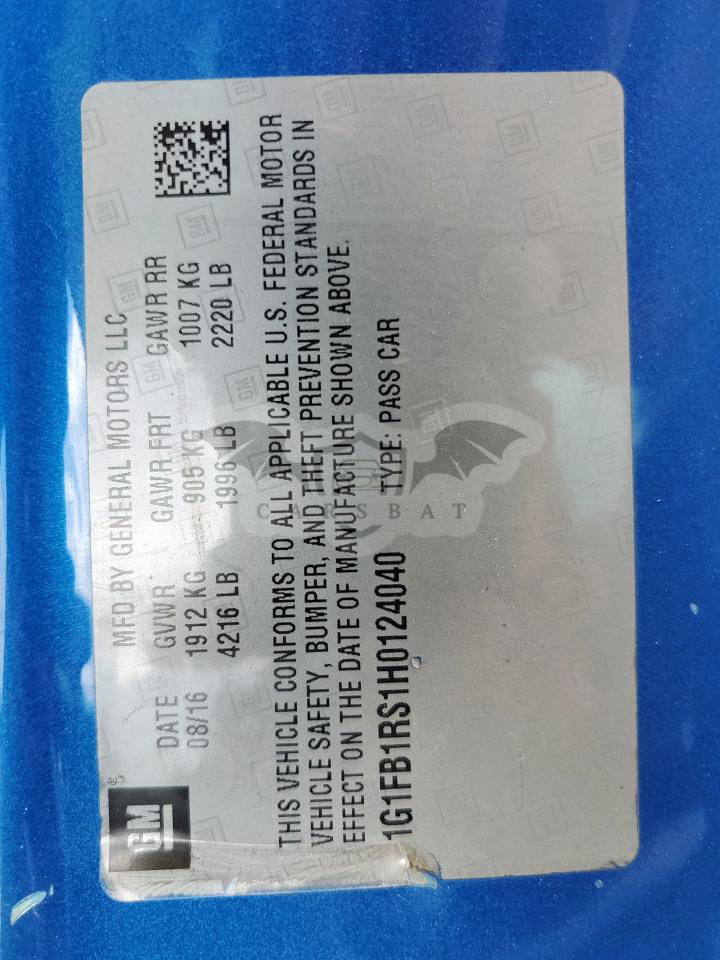 GM
MFD BY GENERAL MOTORS LLC
DATE GVWR GAWR FRT GAWR RR
08/16 1912 KG 905 KG 1007 KG
4216 LB 1996 LB 2220 LB
THIS VEHICLE CONFORMS TO ALL APPLICABLE U.S. FEDERAL MOTOR
VEHICLE SAFETY, BUMPER, AND THEFT PREVENTION STANDARDS IN
EFFECT ON THE DATE OF MANUFACTURE SHOWN ABOVE.
1G1FB1RS1H0124040 TYPE: PASS CAR
CARSBAT